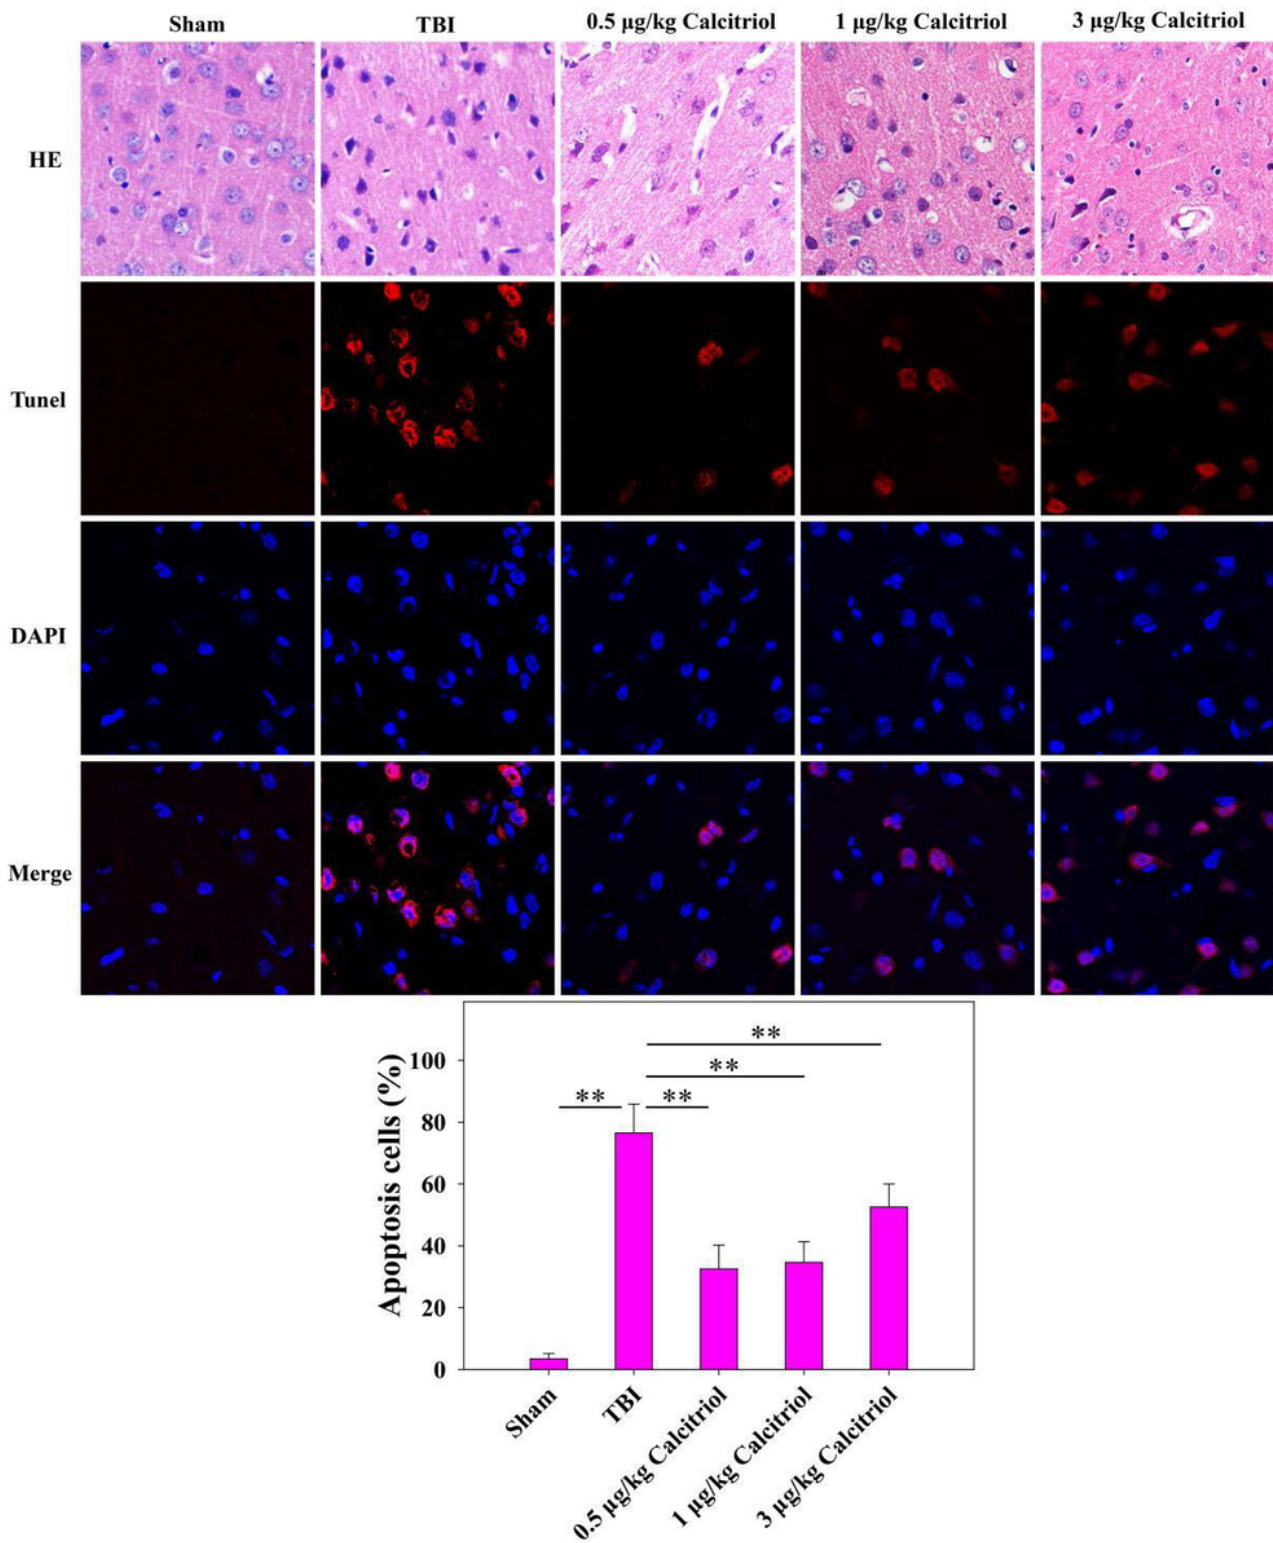 Sham
TBI
0.5 µg/kg Calcitriol
1 µg/kg Calcitriol
3 µg/kg Calcitriol
HE
Tunel
DAPI
Merge
Apoptosis cells (%)
100
80
60
40
20
0
**
**
**
**
Sham
TBI
0.5 µg/kg Calcitriol
1 µg/kg Calcitriol
3 µg/kg Calcitriol